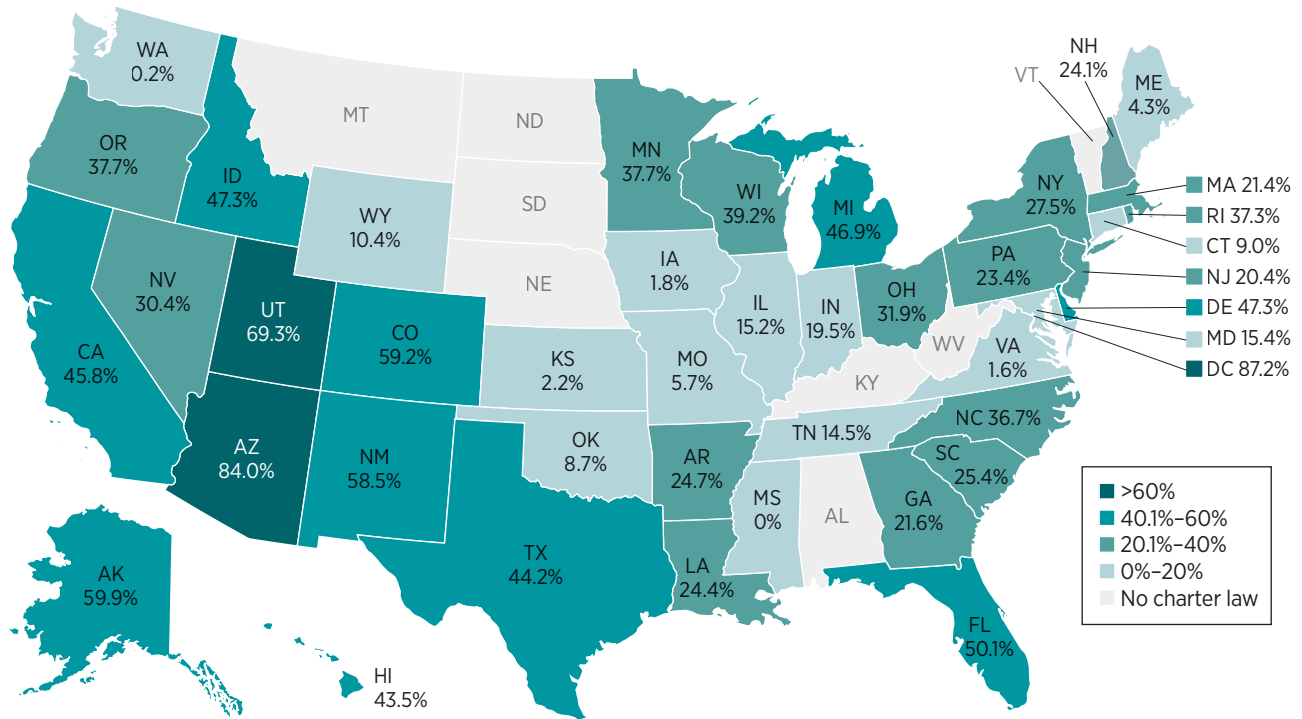 WA
0.2%
OR
37.7%
ID
47.3%
MT
ND
SD
NE
WY
10.4%
NV
30.4%
UT
69.3%
CO
59.2%
CA
45.8%
AZ
84.0%
NM
58.5%
KS
2.2%
OK
8.7%
TX
44.2%
MN
37.7%
IA
1.8%
MO
5.7%
AR
24.7%
LA
24.4%
WI
39.2%
IL
15.2%
MI
46.9%
IN
19.5%
OH
31.9%
KY
WV
VA
1.6%
TN 14.5%
NC 36.7%
SC
25.4%
MS
0%
AL
GA
21.6%
FL
50.1%
AK
59.9%
HI
43.5%
PA
23.4%
NY
27.5%
VT
NH
24.1%
ME
4.3%
MA 21.4%
RI 37.3%
CT 9.0%
NJ 20.4%
DE 47.3%
MD 15.4%
DC 87.2%
>60%
40.1%–60%
20.1%–40%
0%–20%
No charter law